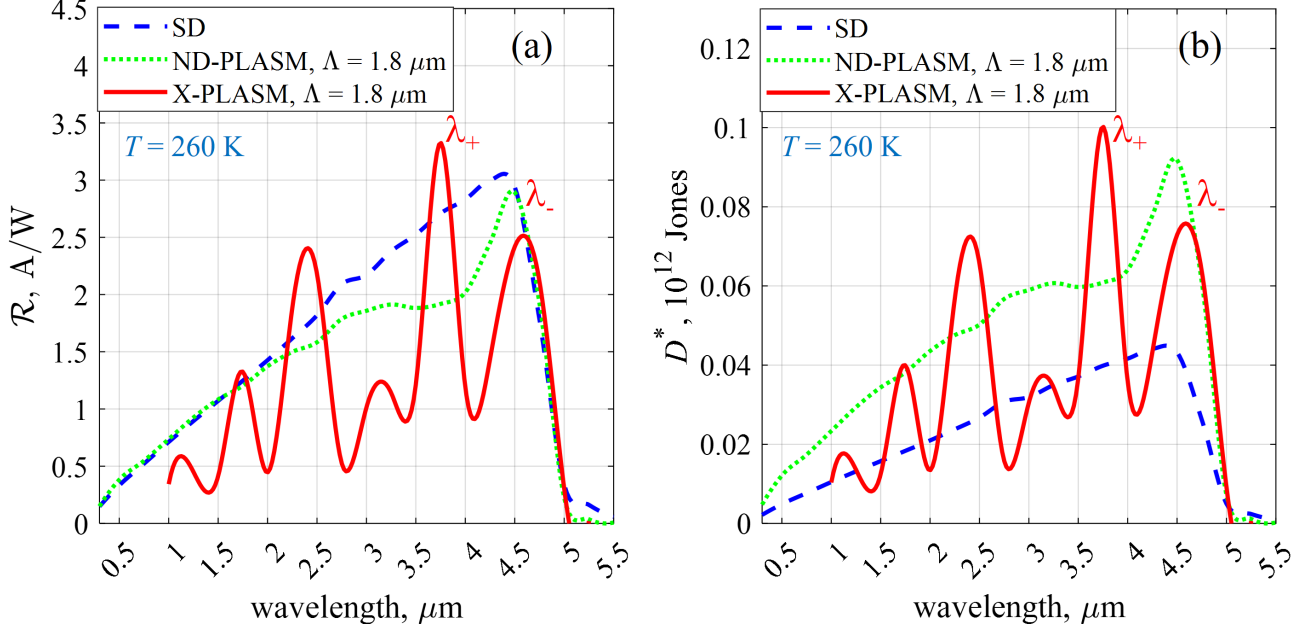 4.5
4
3.5
3
2.5
2
1.5
1
0.5
0
ℛ, A/W
SD
ND-PLASM, Λ = 1.8 μm
X-PLASM, Λ = 1.8 μm
(a)
T = 260 K
λ+
λ-
0.5
1
1.5
2
2.5
3
3.5
4
4.5
5
5.5
wavelength, μm
0.12
0.1
0.08
0.06
0.04
0.02
0
D*, 10^12 Jones
SD
ND-PLASM, Λ = 1.8 μm
X-PLASM, Λ = 1.8 μm
(b)
T = 260 K
λ+
λ-
0.5
1
1.5
2
2.5
3
3.5
4
4.5
5
5.5
wavelength, μm